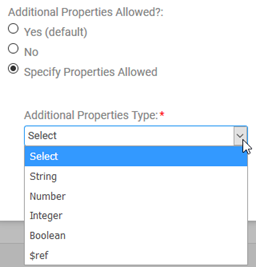 Additional Properties Allowed?:
Yes (default)
No
Specify Properties Allowed
Additional Properties Type: *
Select
Select
String
Number
Integer
Boolean
$ref